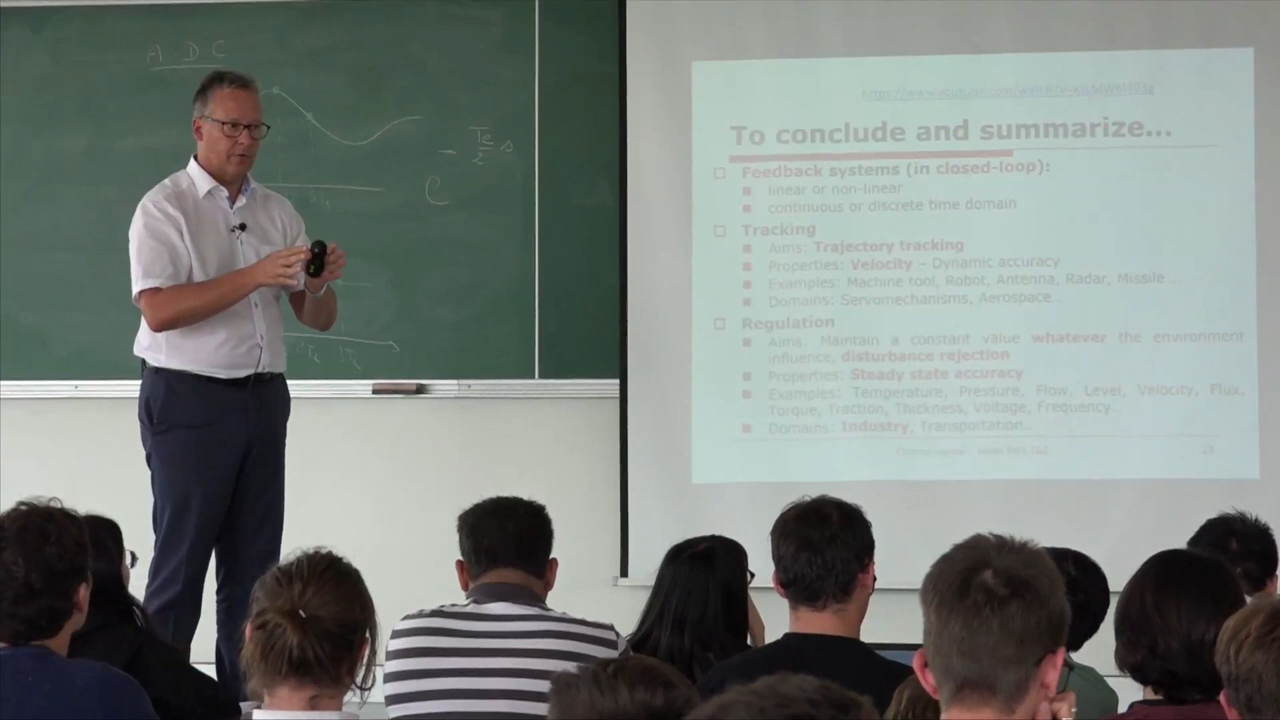 A.DC
- Te/2 s
C
To conclude and summarize...
Feedback systems (in closed-loop):
linear or non-linear
continuous or discrete time domain
Tracking
Aims: Trajectory tracking
Properties: Velocity – Dynamic accuracy
Examples: Machine tool, Robot, Antenna, Radar, Missile ...
Domains: Servomechanisms, Aerospace...
Regulation
Aims: Maintain a constant value whatever the environment
influence, disturbance rejection
Properties: Steady state accuracy
Examples: Temperature, Pressure, Flow, Level, Velocity, Flux,
Torque, Traction, Thickness, Voltage, Frequency...
Domains: Industry, Transportation...